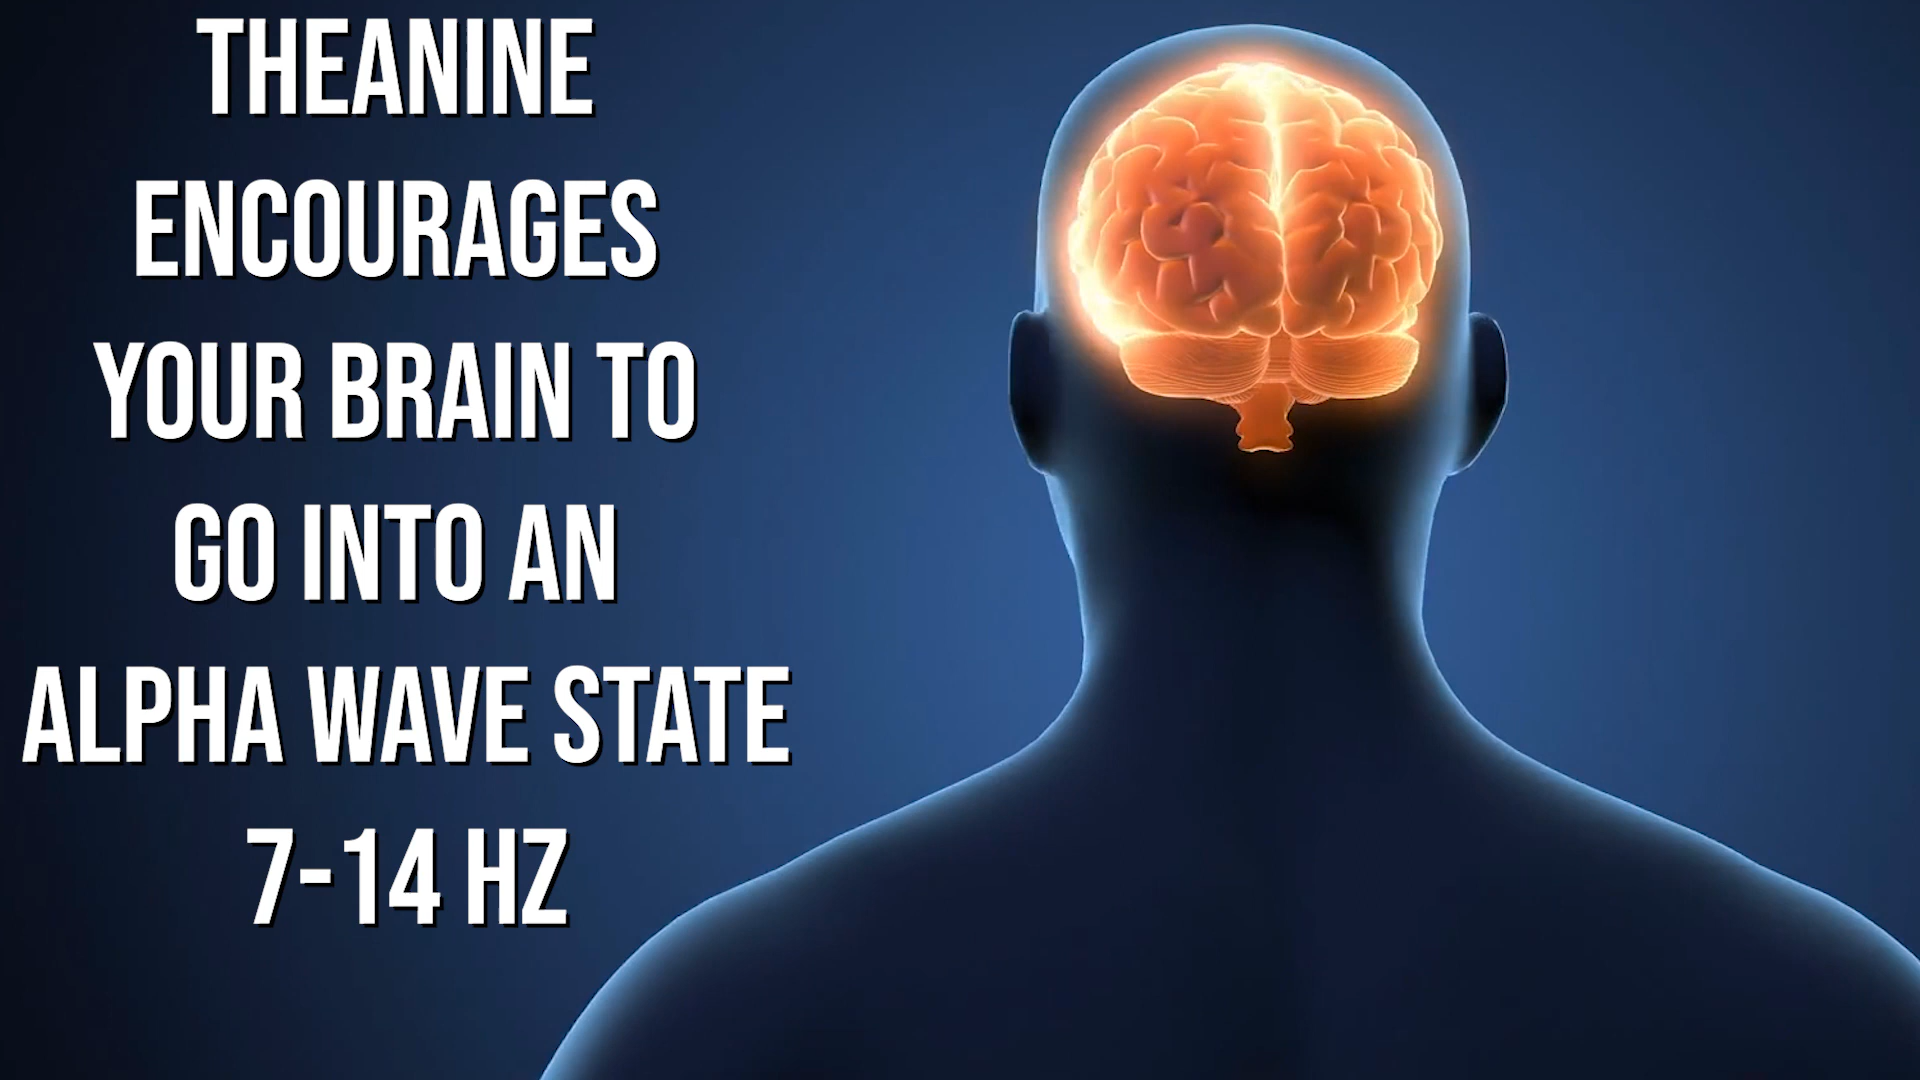 THEANINE
ENCOURAGES
YOUR BRAIN TO
GO INTO AN
ALPHA WAVE STATE
7-14 HZ